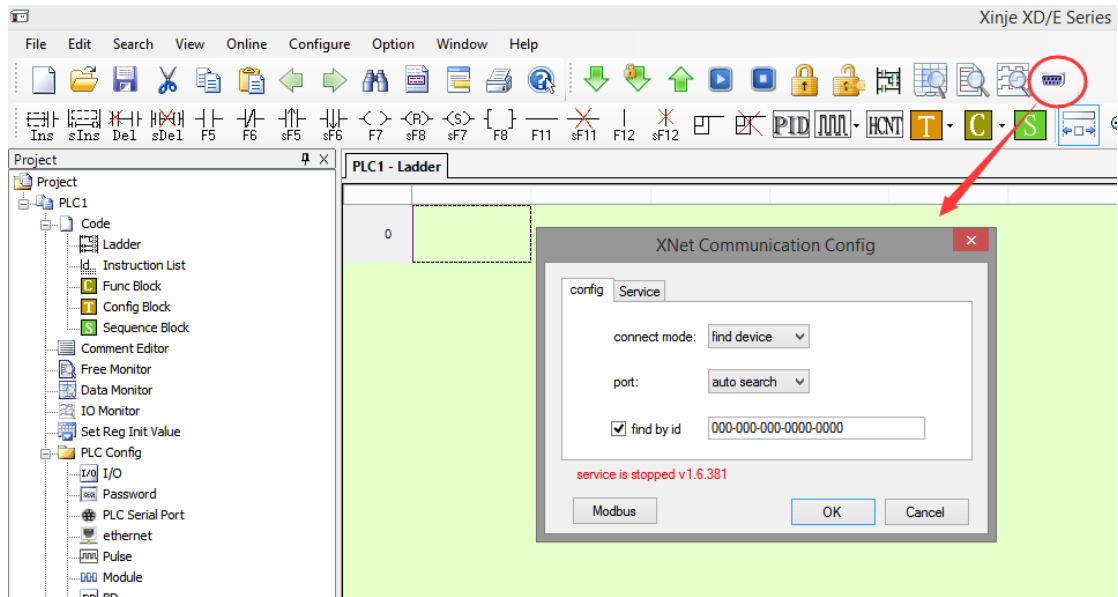 Xinje XD/E Series
File Edit Search View Online Configure Option Window Help
Ins sIns Del sDel F5 F6 sF5 sF6 F7 sF8 sF7 F8 F11 sF11 F12 sF12 PID HCNT T C S
Project
PLC1 - Ladder
Project
PLC1
Code
Ladder
Instruction List
C Func Block
T Config Block
S Sequence Block
Comment Editor
Free Monitor
Data Monitor
IO Monitor
Set Reg Init Value
PLC Config
I/O I/O
Password
PLC Serial Port
ethernet
Pulse
Module
0
XNet Communication Config
config Service
connect mode: find device
port: auto search
find by id 000-000-000-0000-0000
service is stopped v1.6.381
Modbus OK Cancel